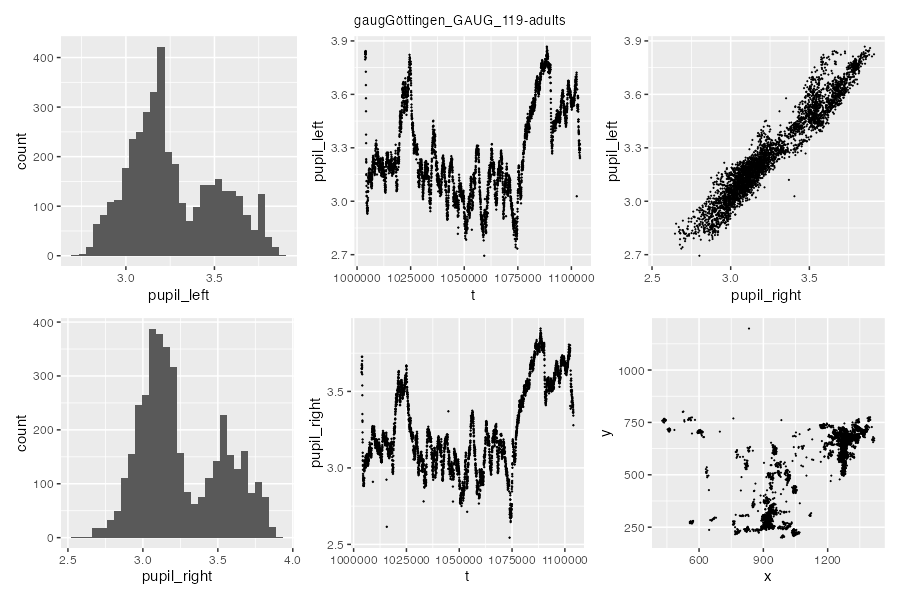 gaugGöttingen_GAUG_119-adults
400
300
200
100
0
count
3.0 3.5
pupil_left
3.9
3.6
3.3
3.0
2.7
pupil_left
1000000 1025000 1050000 1075000 1100000
t
3.9
3.6
3.3
3.0
2.7
pupil_left
2.5 3.0 3.5
pupil_right
400
300
200
100
0
count
2.5 3.0 3.5 4.0
pupil_right
3.5
3.0
2.5
pupil_right
1000000 1025000 1050000 1075000 1100000
t
1000
750
500
250
y
600 900 1200
x